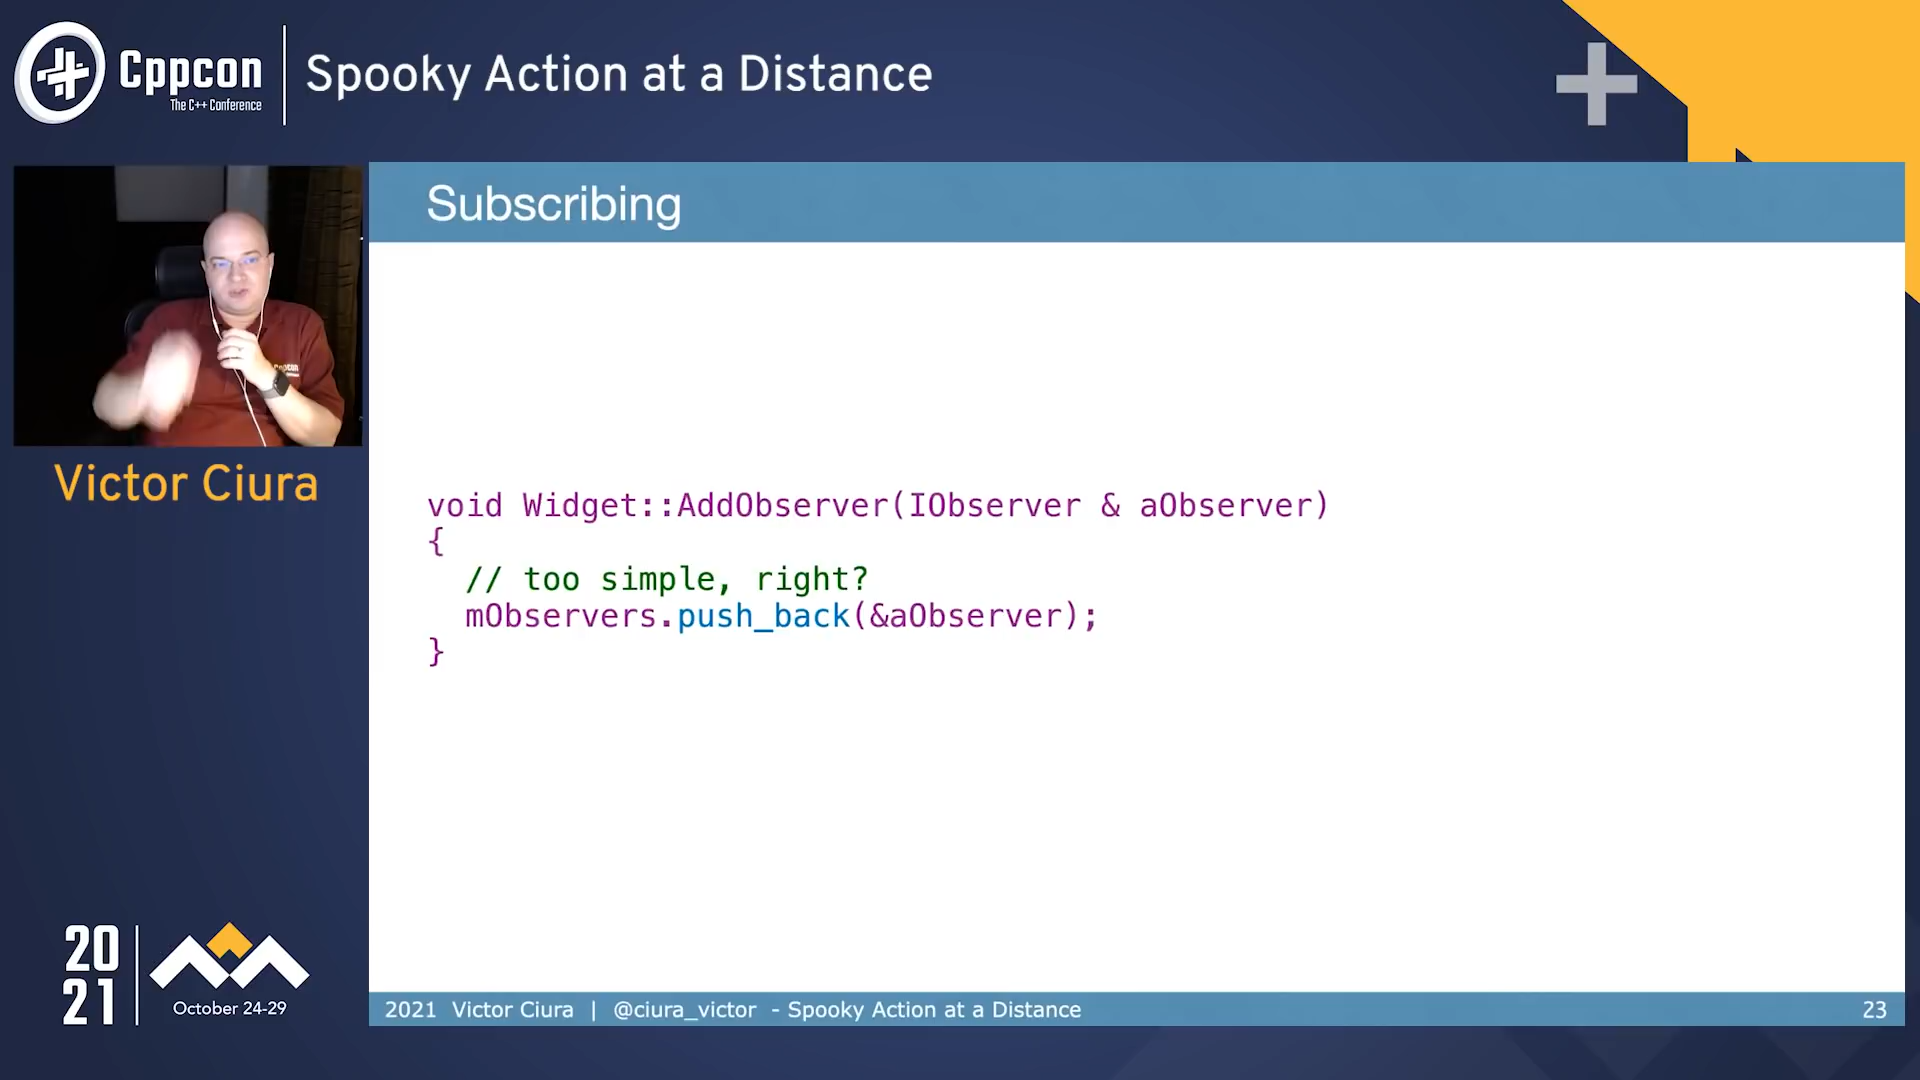 Cppcon
The C++ Conference
Spooky Action at a Distance
Subscribing
Cppcon
Victor Ciura
void Widget::AddObserver(IObserver & aObserver)
{
// too simple, right?
mObservers.push_back(&aObserver);
}
20
21
October 24-29
2021 Victor Ciura | @ciura_victor - Spooky Action at a Distance
23